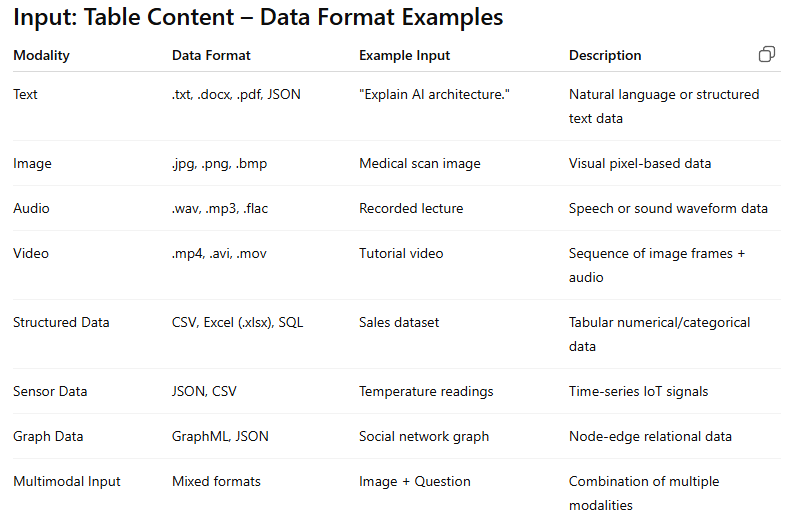 Input: Table Content – Data Format Examples
Modality Data Format Example Input Description
Text .txt, .docx, .pdf, JSON "Explain AI architecture." Natural language or structured
text data
Image .jpg, .png, .bmp Medical scan image Visual pixel-based data
Audio .wav, .mp3, .flac Recorded lecture Speech or sound waveform data
Video .mp4, .avi, .mov Tutorial video Sequence of image frames +
audio
Structured Data CSV, Excel (.xlsx), SQL Sales dataset Tabular numerical/categorical
data
Sensor Data JSON, CSV Temperature readings Time-series IoT signals
Graph Data GraphML, JSON Social network graph Node-edge relational data
Multimodal Input Mixed formats Image + Question Combination of multiple
modalities